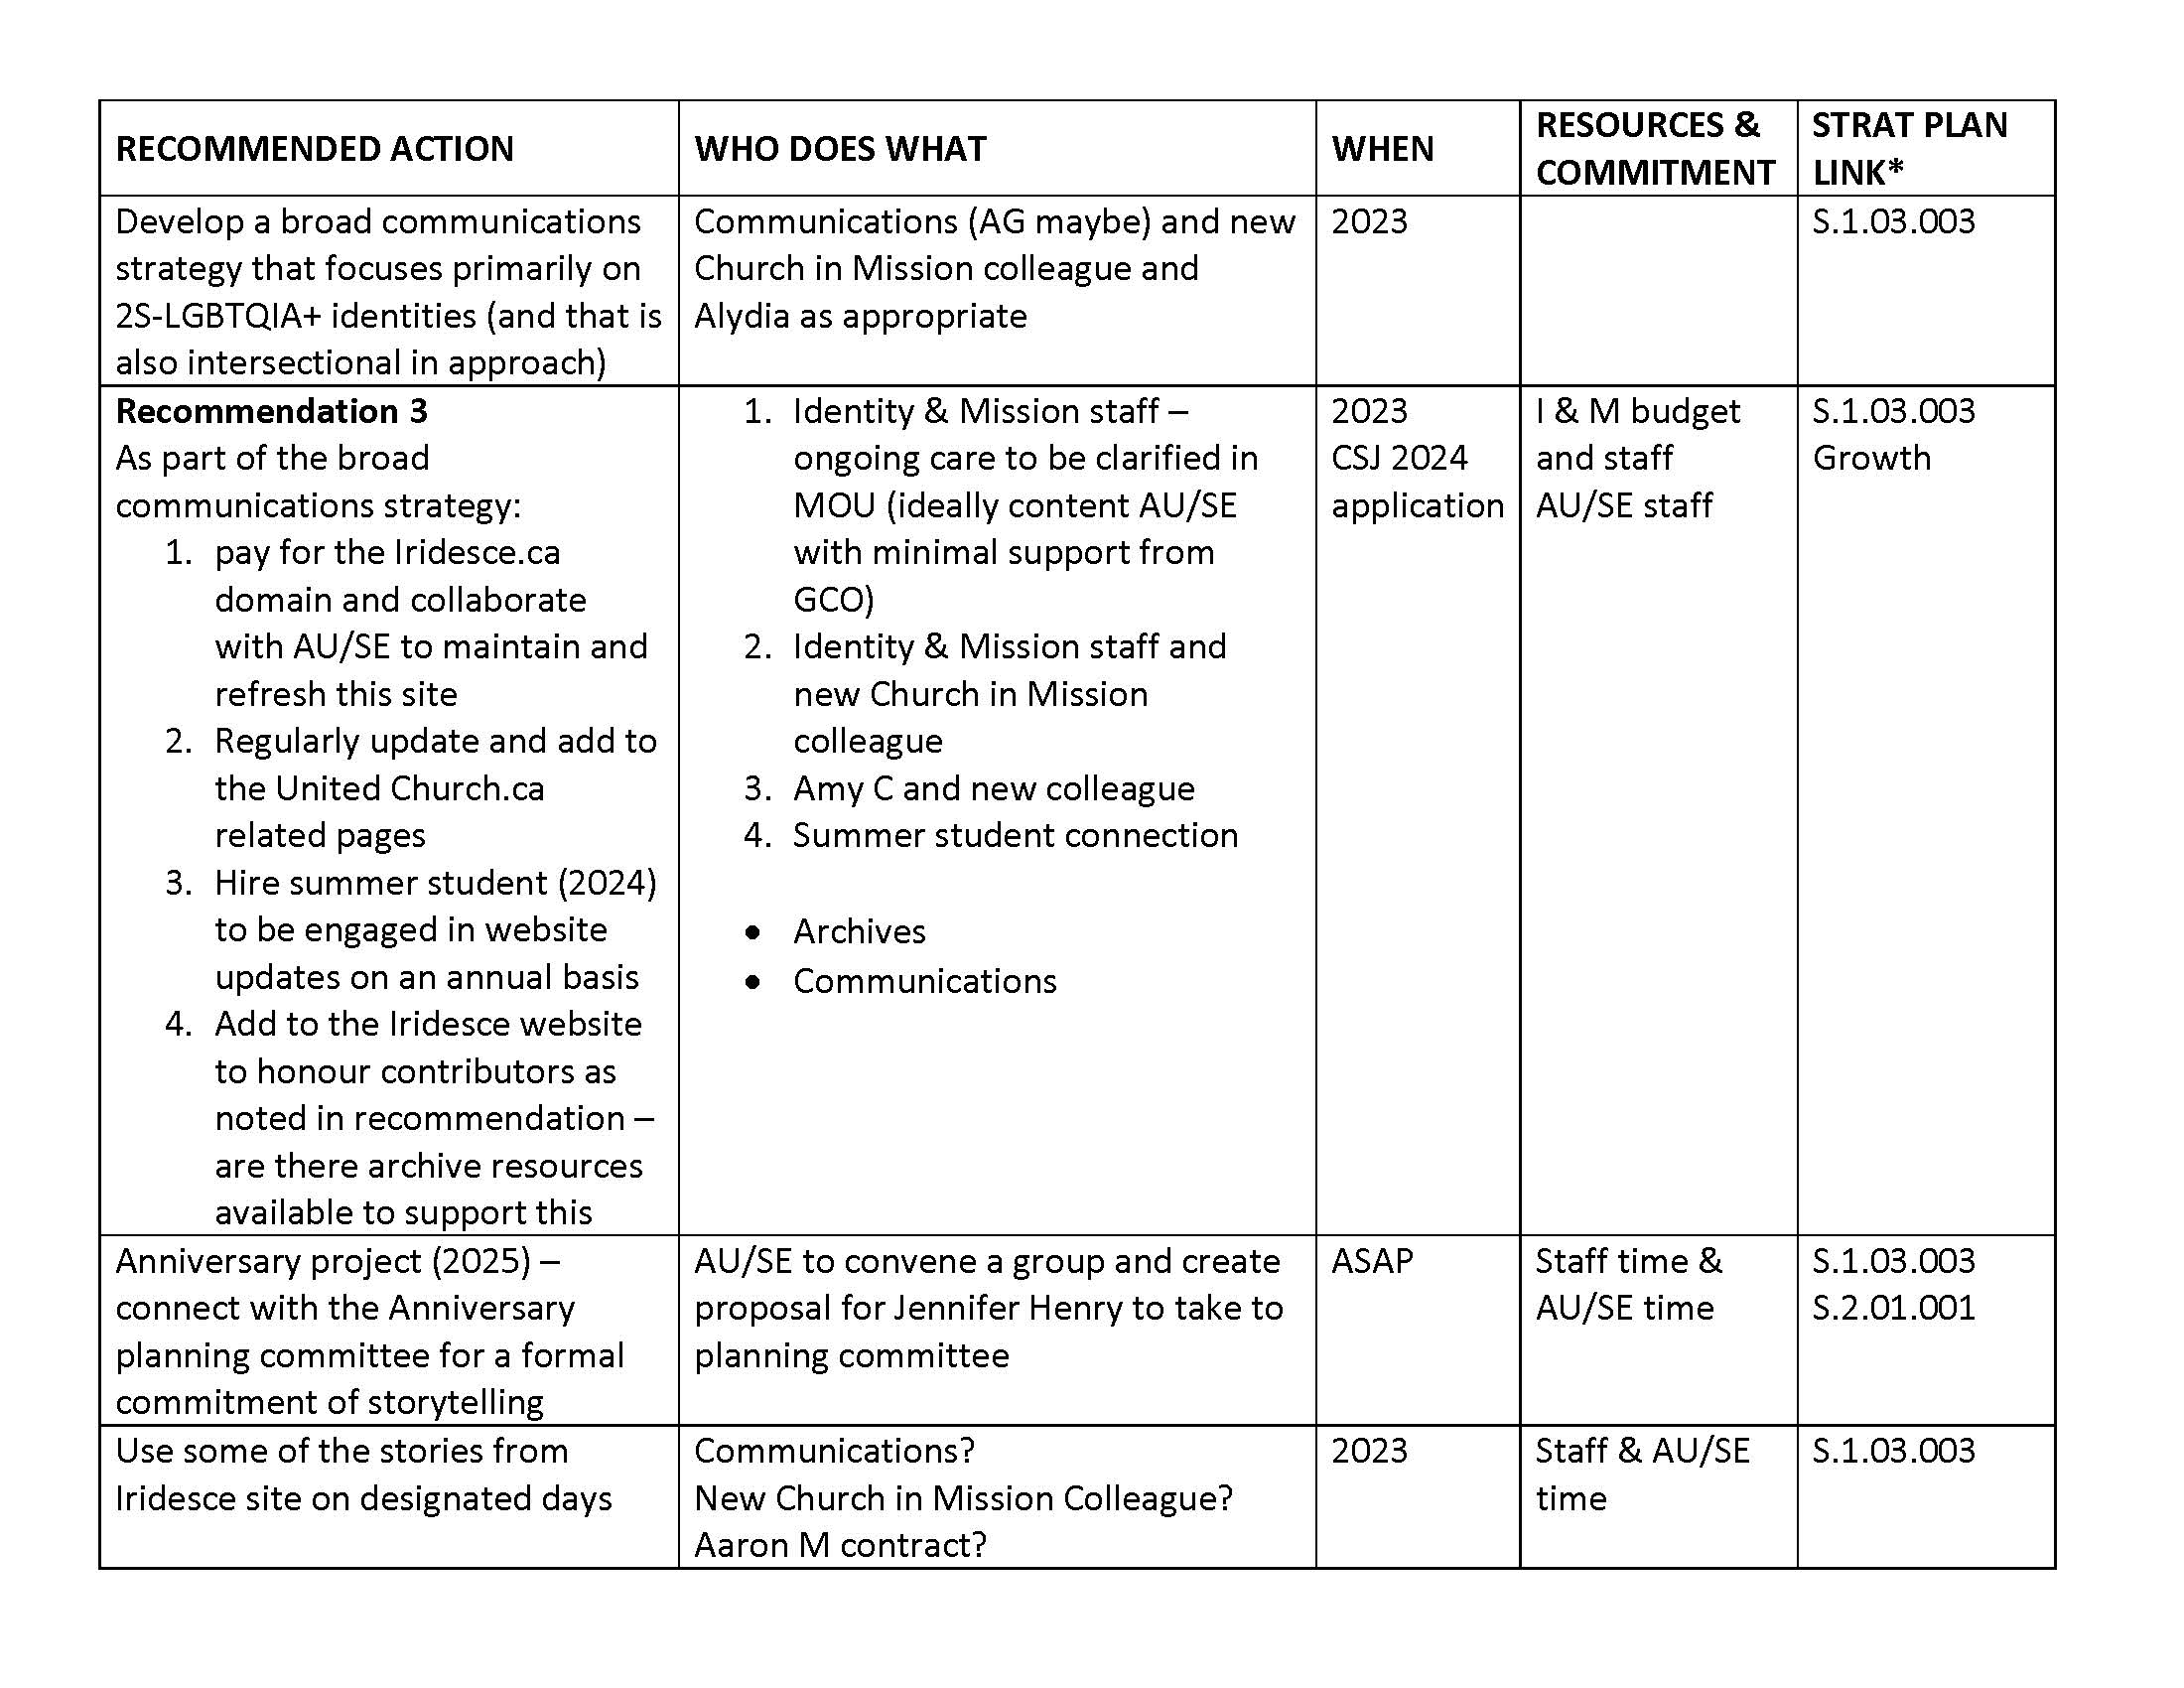 RECOMMENDED ACTION
WHO DOES WHAT
WHEN
RESOURCES &
COMMITMENT
STRAT PLAN
LINK*
Develop a broad communications
strategy that focuses primarily on
2S-LGBTQIA+ identities (and that is
also intersectional in approach)
Communications (AG maybe) and new
Church in Mission colleague and
Alydia as appropriate
2023
S.1.03.003
Recommendation 3
As part of the broad
communications strategy:
1. pay for the Iridesce.ca
domain and collaborate
with AU/SE to maintain and
refresh this site
2. Regularly update and add to
the United Church.ca
related pages
3. Hire summer student (2024)
to be engaged in website
updates on an annual basis
4. Add to the Iridesce website
to honour contributors as
noted in recommendation –
are there archive resources
available to support this
1. Identity & Mission staff –
ongoing care to be clarified in
MOU (ideally content AU/SE
with minimal support from
GCO)
2. Identity & Mission staff and
new Church in Mission
colleague
3. Amy C and new colleague
4. Summer student connection
• Archives
• Communications
2023
CSJ 2024
application
I & M budget
and staff
AU/SE staff
S.1.03.003
Growth
Anniversary project (2025) –
connect with the Anniversary
planning committee for a formal
commitment of storytelling
AU/SE to convene a group and create
proposal for Jennifer Henry to take to
planning committee
ASAP
Staff time &
AU/SE time
S.1.03.003
S.2.01.001
Use some of the stories from
Iridesce site on designated days
Communications?
New Church in Mission Colleague?
Aaron M contract?
2023
Staff & AU/SE
time
S.1.03.003